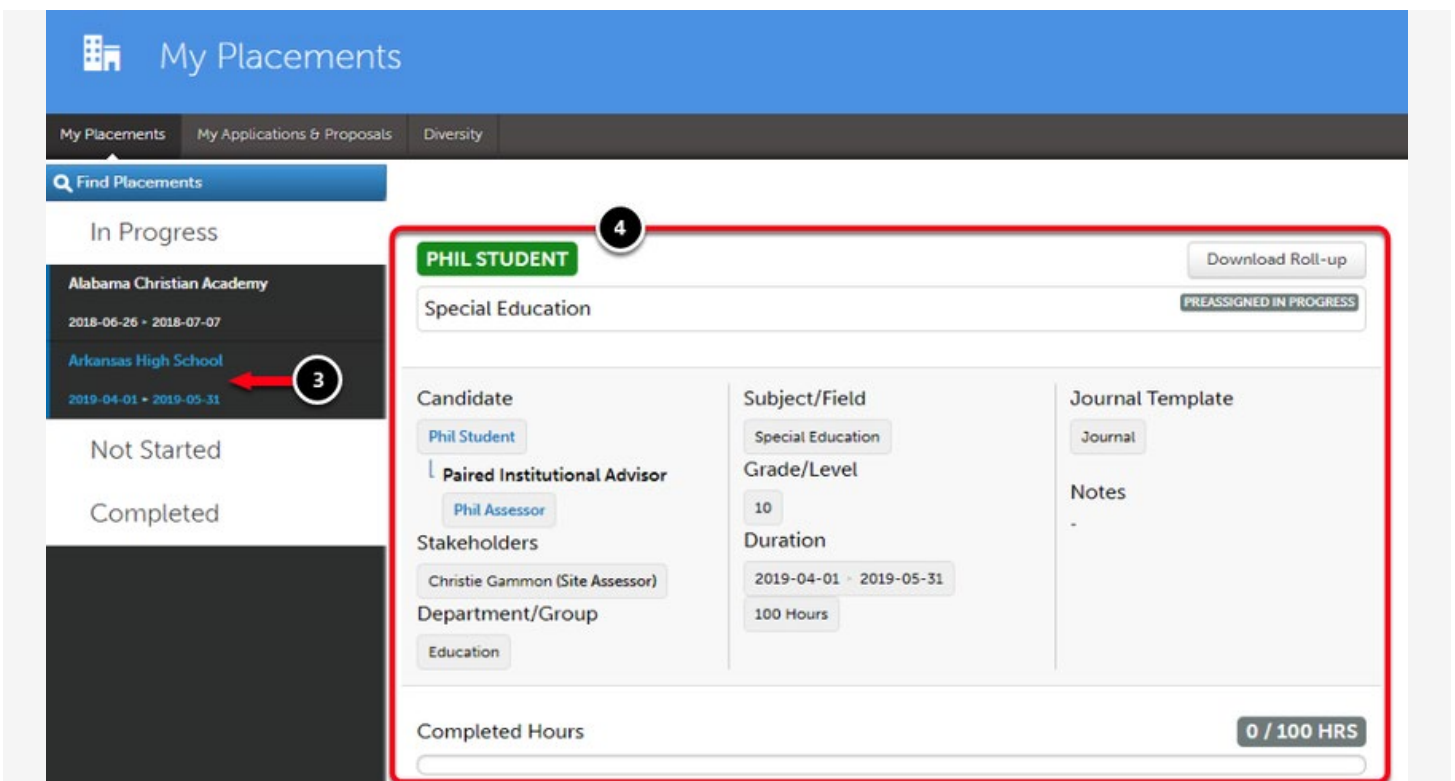 My Placements
My Placements
My Applications & Proposals
Diversity
Find Placements
In Progress
Alabama Christian Academy
2018-06-26 - 2018-07-07
Arkansas High School
2019-04-01 - 2019-05-31
3
Not Started
Completed
4
PHIL STUDENT
Download Roll-up
Special Education
PREASSIGNED IN PROGRESS
Candidate
Phil Student
Paired Institutional Advisor
Phil Assessor
Stakeholders
Christie Gammon (Site Assessor)
Department/Group
Education
Subject/Field
Special Education
Grade/Level
10
Duration
2019-04-01 - 2019-05-31
100 Hours
Journal Template
Journal
Notes
-
Completed Hours
0 / 100 HRS